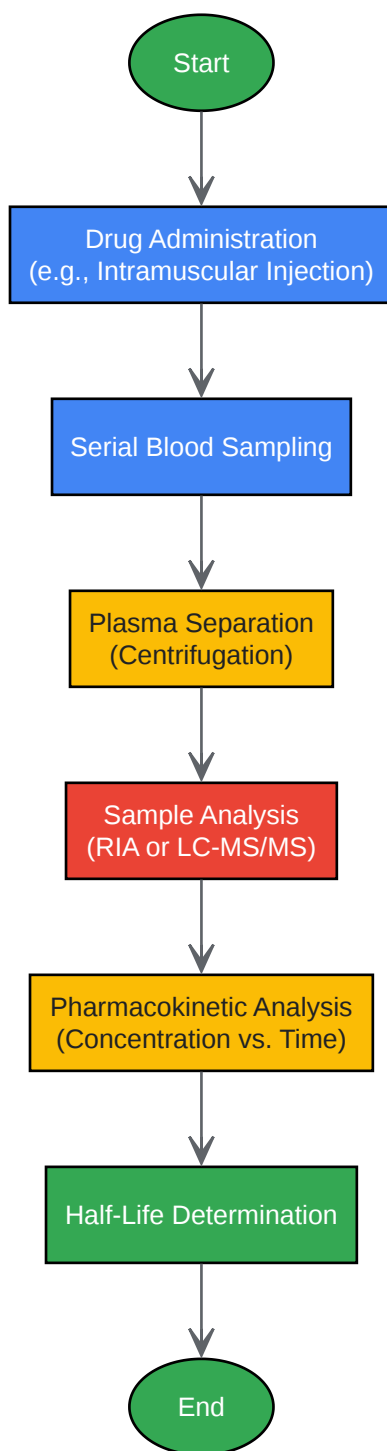 Start
Drug Administration
(e.g., Intramuscular Injection)
Serial Blood Sampling
Plasma Separation
(Centrifugation)
Sample Analysis
(RIA or LC-MS/MS)
Pharmacokinetic Analysis
(Concentration vs. Time)
Half-Life Determination
End